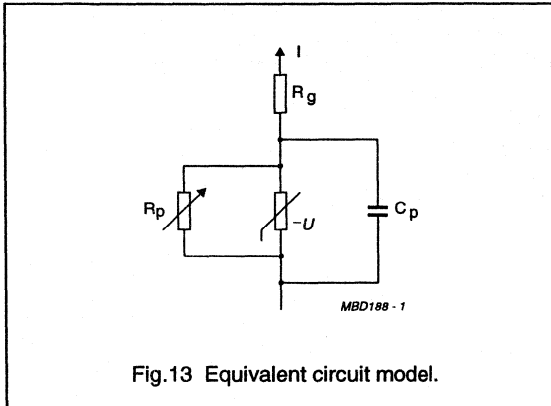 I
Rg
Rp
–U
Cp
MBD188 - 1
Fig.13 Equivalent circuit model.